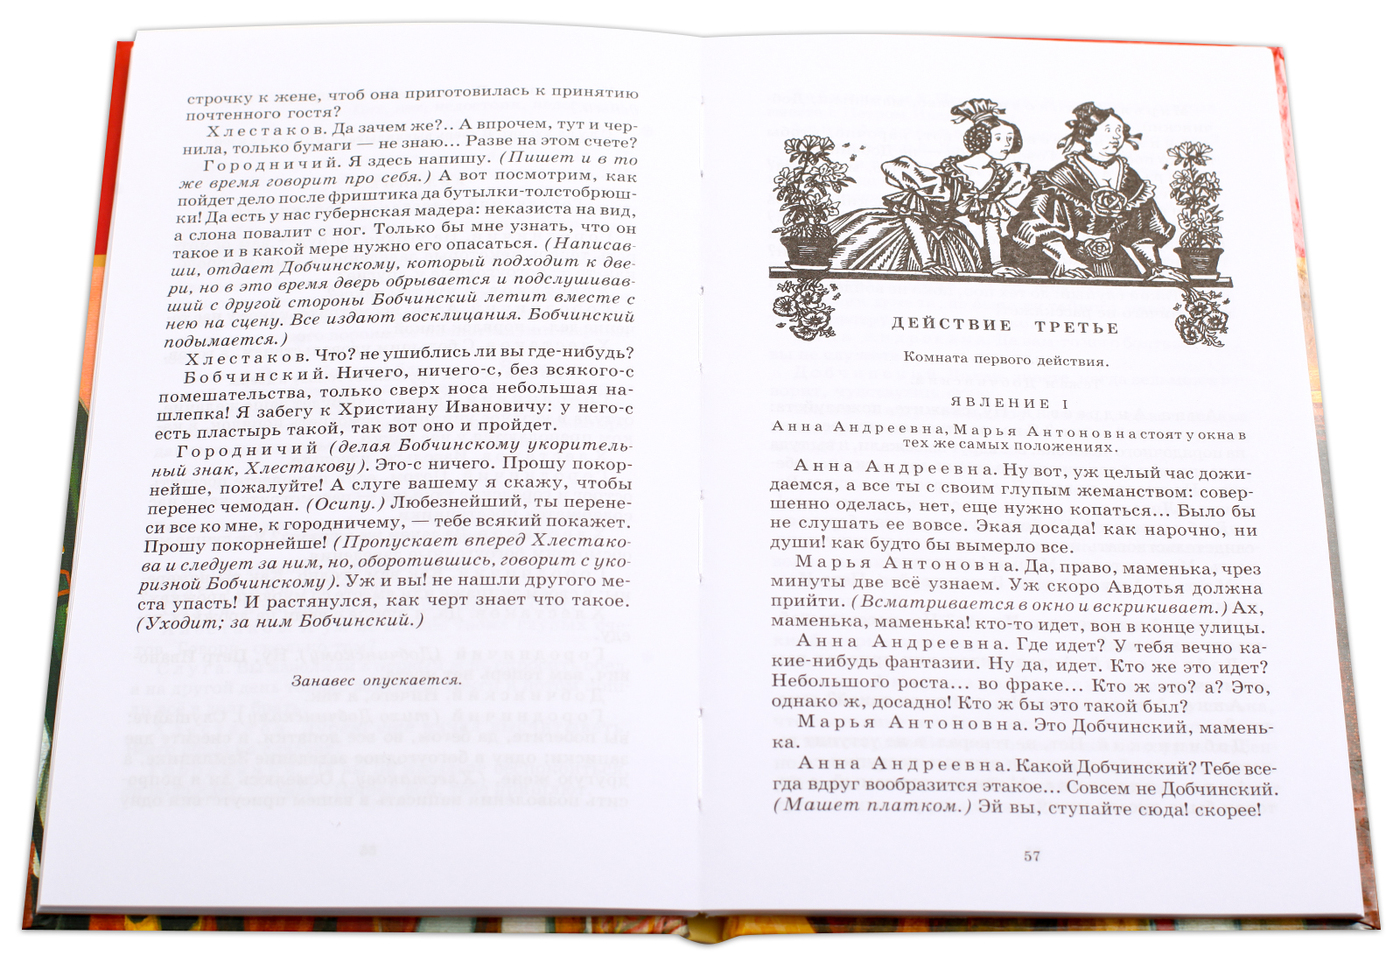 строчку к жене, чтоб она приготовилась к принятию
почтенного гостя?
Хлестаков. Да зачем же?.. А впрочем, тут и чер-
нила, только бумаги — не знаю... Разве на этом счете?
Городничий. Я здесь напишу. (Пишет и в то
же время говорит про себя.) А вот посмотрим, как
пойдет дело после фриштика да бутылки-толстобрюш-
ки! Да есть у нас губернская мадера: неказиста на вид,
а слона повалит с ног. Только бы мне узнать, что он
такое и в какой мере нужно его опасаться. (Написав-
ши, отдает Добчинскому, который подходит к две-
ри, но в это время дверь обрывается и подслушивав-
ший с другой стороны Бобчинский летит вместе с
нею на сцену. Все издают восклицания. Бобчинский
подымается.)
Хлестаков. Что? не ушиблись ли вы где-нибудь?
Бобчинский. Ничего, ничего-с, без всякого-с
помешательства, только сверх носа небольшая на-
шлепка! Я забегу к Христиану Ивановичу: у него-с
есть пластырь такой, так вот оно и пройдет.
Городничий (делая Бобчинскому укоритель-
ный знак, Хлестакову). Это-с ничего. Прошу покор-
нейше, пожалуйте! А слуге вашему я скажу, чтобы
перенес чемодан. (Осипу.) Любезнейший, ты перене-
си все ко мне, к городничему, — тебе всякий покажет.
Прошу покорнейше! (Пропускает вперед Хлестако-
ва и следует за ним, но, оборотившись, говорит с уко-
ризной Бобчинскому). Уж и вы! не нашли другого ме-
ста упасть! И растянулся, как черт знает что такое.
(Уходит; за ним Бобчинский.)
Занавес опускается.
ДЕЙСТВИЕ ТРЕТЬЕ
Комната первого действия.
ЯВЛЕНИЕ I
Анна Андреевна, Марья Антоновна стоят у окна в
тех же самых положениях.
Анна Андреевна. Ну вот, уж целый час дожи-
даемся, а все ты с своим глупым жеманством: совер-
шенно оделась, нет, еще нужно копаться... Было бы
не слушать ее вовсе. Экая досада! как нарочно, ни
души! как будто бы вымерло все.
Марья Антоновна. Да, право, маменька, чрез
минуты две всё узнаем. Уж скоро Авдотья должна
прийти. (Всматривается в окно и вскрикивает.) Ах,
маменька, маменька! кто-то идет, вон в конце улицы.
Анна Андреевна. Где идет? У тебя вечно ка-
кие-нибудь фантазии. Ну да, идет. Кто же это идет?
Небольшого роста... во фраке... Кто ж это? а? Это,
однако ж, досадно! Кто ж бы это такой был?
Марья Антоновна. Это Добчинский, мамень-
ка.
Анна Андреевна. Какой Добчинский? Тебе все-
гда вдруг вообразится этакое... Совсем не Добчинский.
(Машет платком.) Эй вы, ступайте сюда! скорее!
57